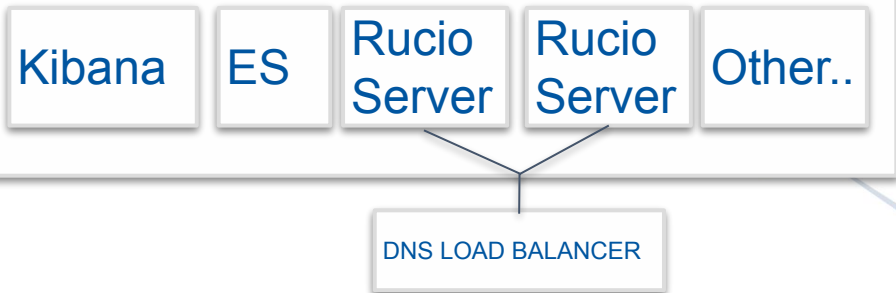 Kibana
ES
Rucio
Server
Rucio
Server
Other..
DNS LOAD BALANCER